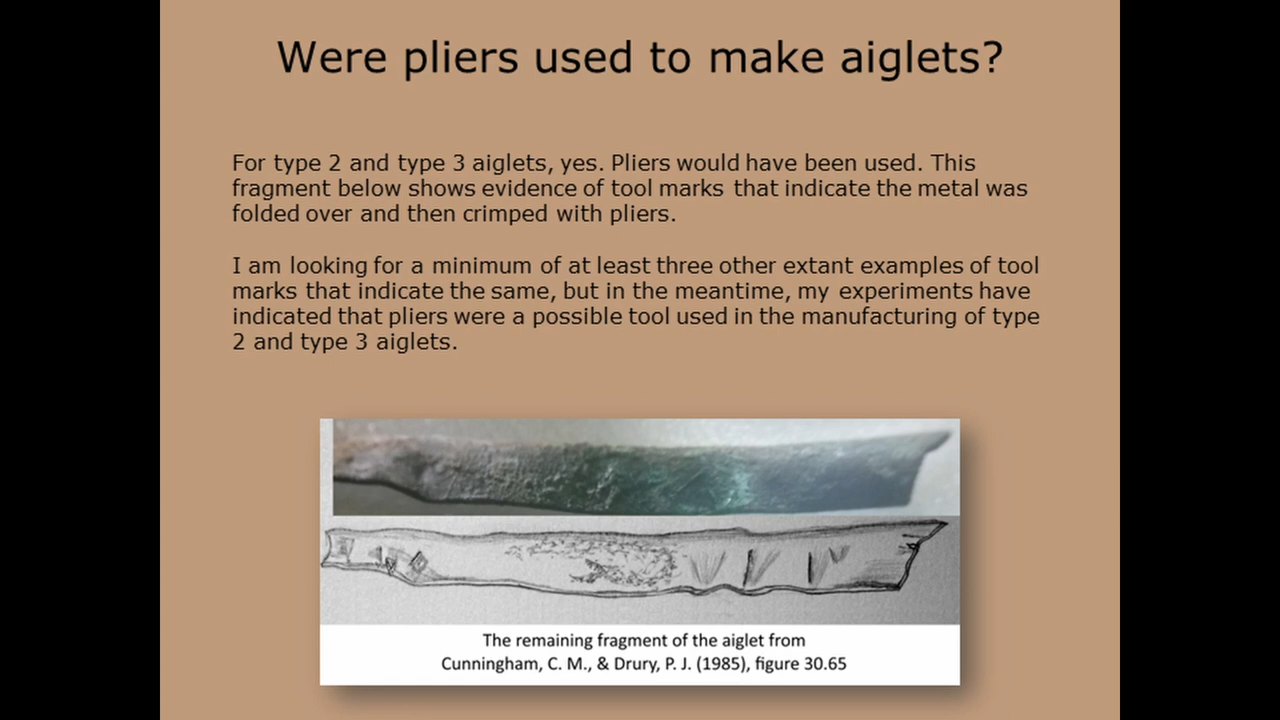 Were pliers used to make aiglets?
For type 2 and type 3 aiglets, yes. Pliers would have been used. This
fragment below shows evidence of tool marks that indicate the metal was
folded over and then crimped with pliers.
I am looking for a minimum of at least three other extant examples of tool
marks that indicate the same, but in the meantime, my experiments have
indicated that pliers were a possible tool used in the manufacturing of type
2 and type 3 aiglets.
The remaining fragment of the aiglet from
Cunningham, C. M., & Drury, P. J. (1985), figure 30.65